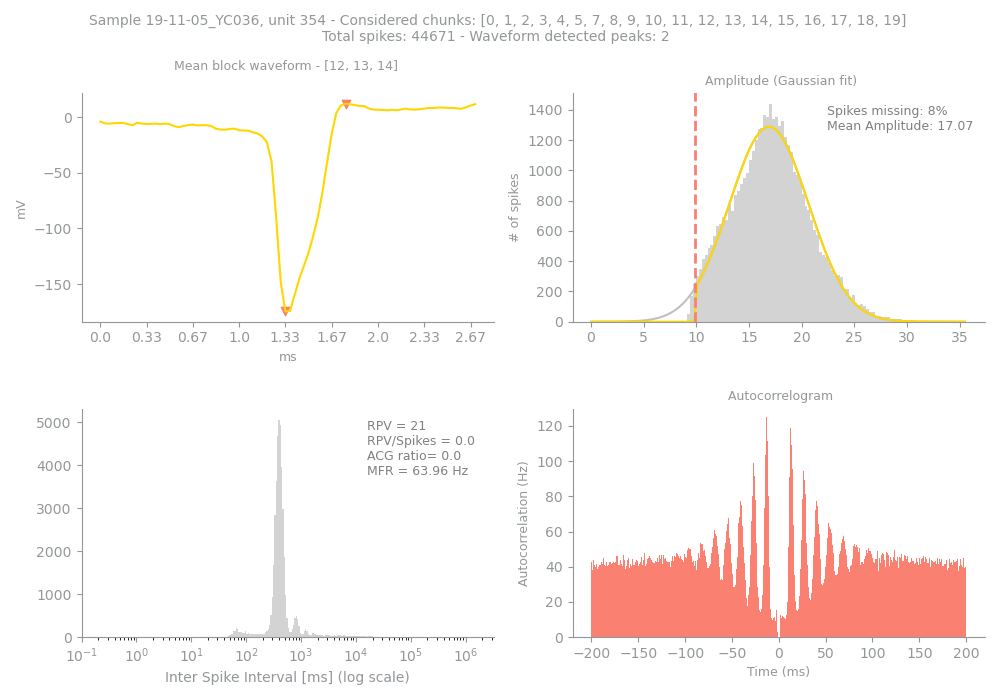 Sample 19-11-05_YC036, unit 354 - Considered chunks: [0, 1, 2, 3, 4, 5, 7, 8, 9, 10, 11, 12, 13, 14, 15, 16, 17, 18, 19]
Total spikes: 44671 - Waveform detected peaks: 2
Mean block waveform - [12, 13, 14]
0
−50
−100
−150
mV
0.0 0.33 0.67 1.0 1.33 1.67 2.0 2.33 2.67
ms
Amplitude (Gaussian fit)
Spikes missing: 8%
Mean Amplitude: 17.07
1400
1200
1000
800
600
400
200
0
# of spikes
0 5 10 15 20 25 30 35
5000
4000
3000
2000
1000
0
RPV = 21
RPV/Spikes = 0.0
ACG ratio= 0.0
MFR = 63.96 Hz
10⁻¹ 10⁰ 10¹ 10² 10³ 10⁴ 10⁵ 10⁶
Inter Spike Interval [ms] (log scale)
Autocorrelogram
120
100
80
60
40
20
0
Autocorrelation (Hz)
−200 −150 −100 −50 0 50 100 150 200
Time (ms)